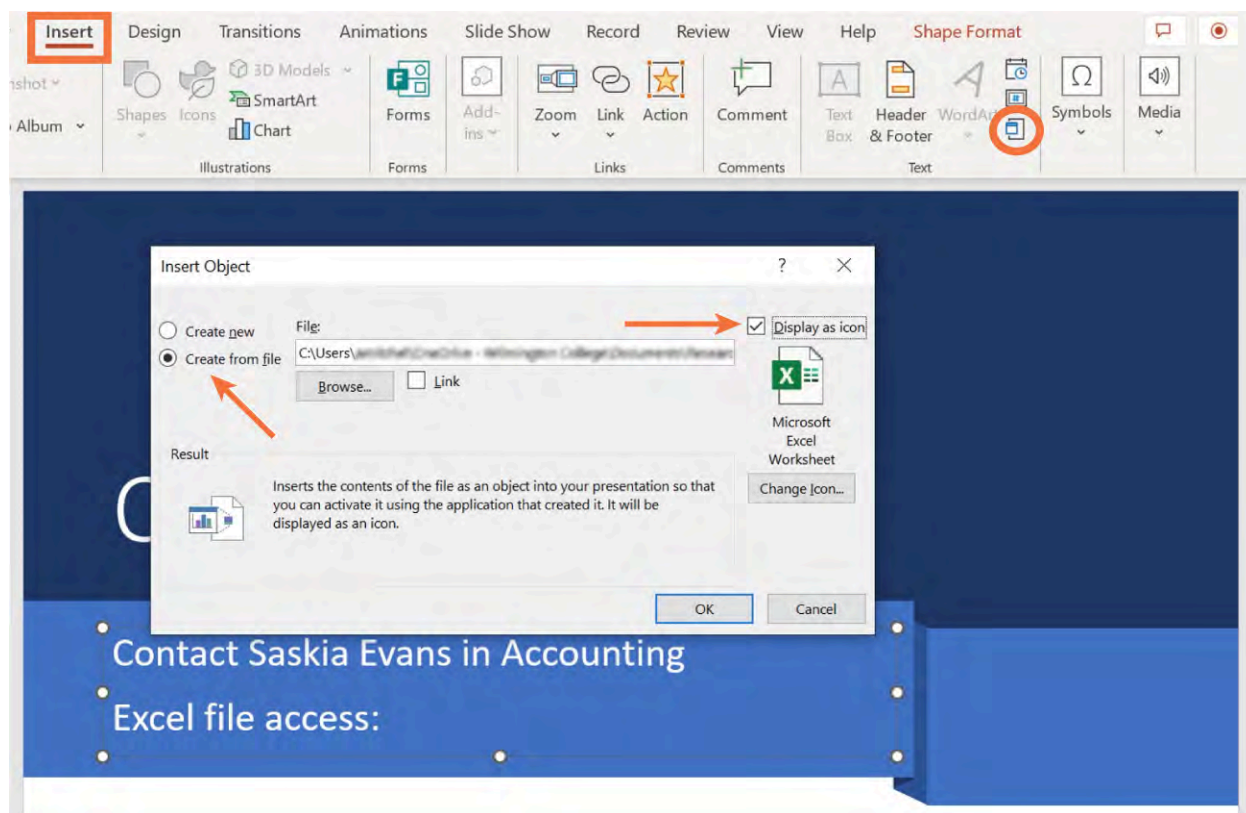 Insert Design Transitions Animations Slide Show Record Review View Help Shape Format
nshot
3D Models
SmartArt
Album
Shapes Icons
Chart
Forms
Add-
ins
Zoom Link Action
Comment
Text
Box
Header
& Footer
WordArt
Symbols
Media
Illustrations Forms Links Comments Text
Insert Object ? X
Create new
Create from file
File:
C:\Users\
Browse...
Link
Display as icon
Microsoft
Excel
Worksheet
Change Icon...
Result
Inserts the contents of the file as an object into your presentation so that
you can activate it using the application that created it. It will be
displayed as an icon.
OK Cancel
Contact Saskia Evans in Accounting
Excel file access: